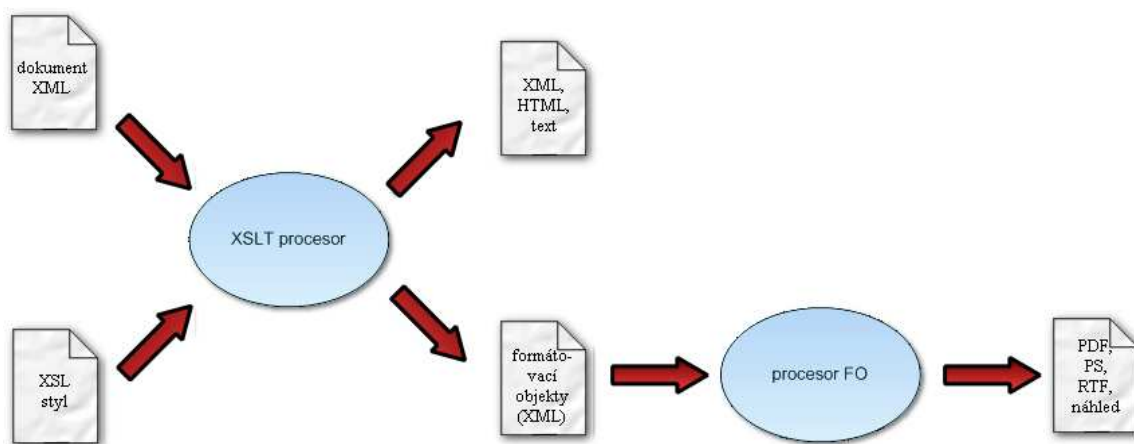 dokument
XML
XML,
HTML,
text
XSLT procesor
XSL
styl
formáto-
vací
objekty
(XML)
procesor FO
PDF,
PS,
RTF,
náhled